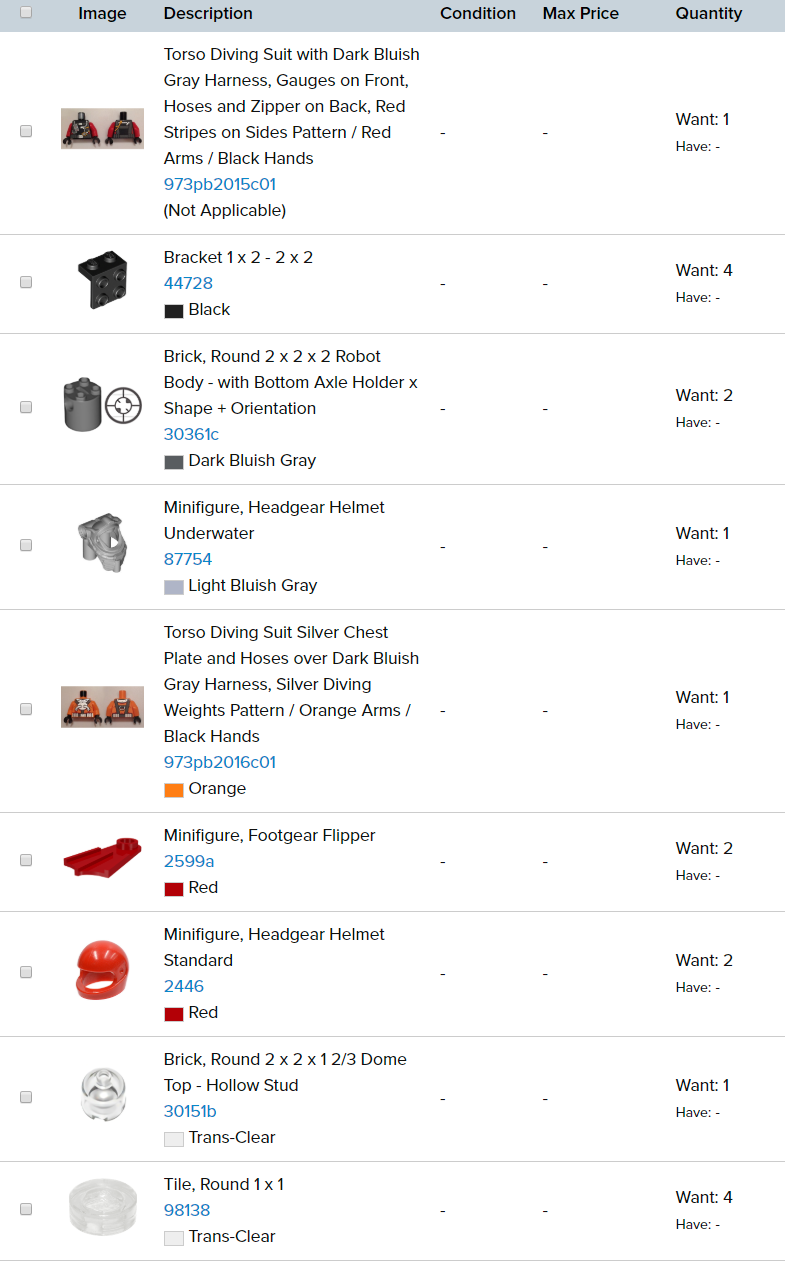 Image Description Condition Max Price Quantity
Torso Diving Suit with Dark Bluish
Gray Harness, Gauges on Front,
Hoses and Zipper on Back, Red
Stripes on Sides Pattern / Red
Arms / Black Hands
973pb2015c01
(Not Applicable)
-
-
Want: 1
Have: -
Bracket 1 x 2 - 2 x 2
44728
Black
-
-
Want: 4
Have: -
Brick, Round 2 x 2 x 2 Robot
Body - with Bottom Axle Holder x
Shape + Orientation
30361c
Dark Bluish Gray
-
-
Want: 2
Have: -
Minifigure, Headgear Helmet
Underwater
87754
Light Bluish Gray
-
-
Want: 1
Have: -
Torso Diving Suit Silver Chest
Plate and Hoses over Dark Bluish
Gray Harness, Silver Diving
Weights Pattern / Orange Arms /
Black Hands
973pb2016c01
Orange
-
-
Want: 1
Have: -
Minifigure, Footgear Flipper
2599a
Red
-
-
Want: 2
Have: -
Minifigure, Headgear Helmet
Standard
2446
Red
-
-
Want: 2
Have: -
Brick, Round 2 x 2 x 1 2/3 Dome
Top - Hollow Stud
30151b
Trans-Clear
-
-
Want: 1
Have: -
Tile, Round 1 x 1
98138
Trans-Clear
-
-
Want: 4
Have: -